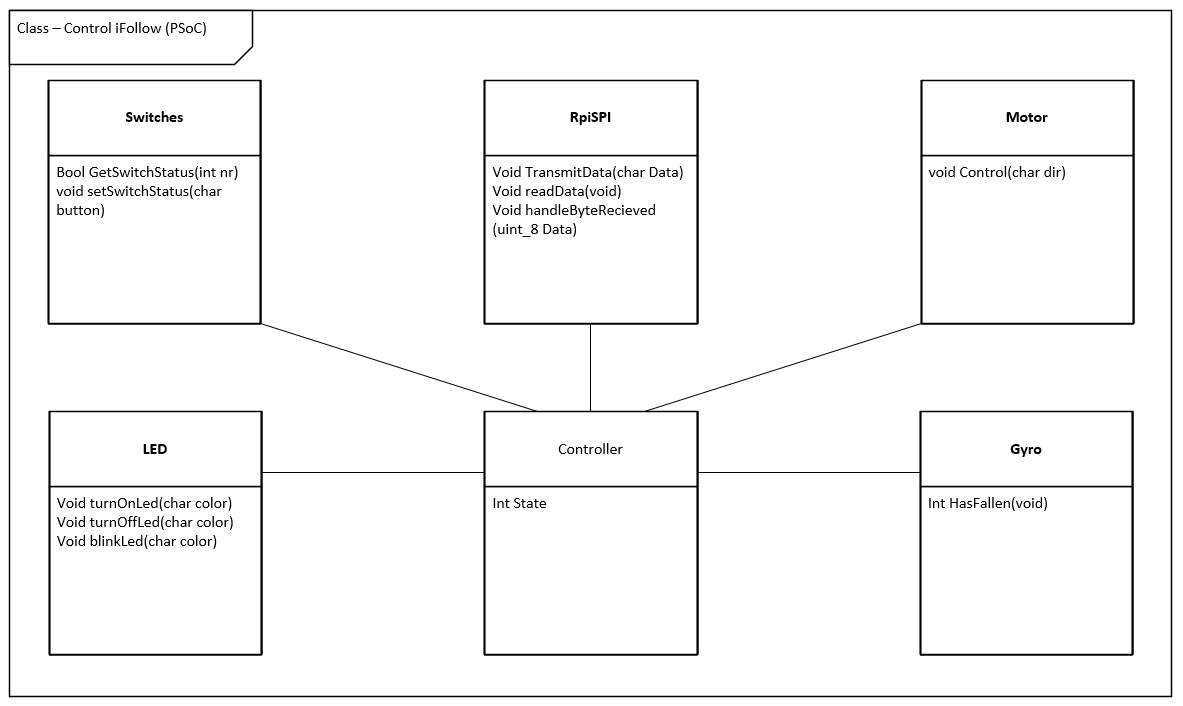 Class – Control iFollow (PSoC)
Switches
Bool GetSwitchStatus(int nr)
void setSwitchStatus(char
button)
RpiSPI
Void TransmitData(char Data)
Void readData(void)
Void handleByteRecieved
(uint_8 Data)
Motor
void Control(char dir)
LED
Void turnOnLed(char color)
Void turnOffLed(char color)
Void blinkLed(char color)
Controller
Int State
Gyro
Int HasFallen(void)